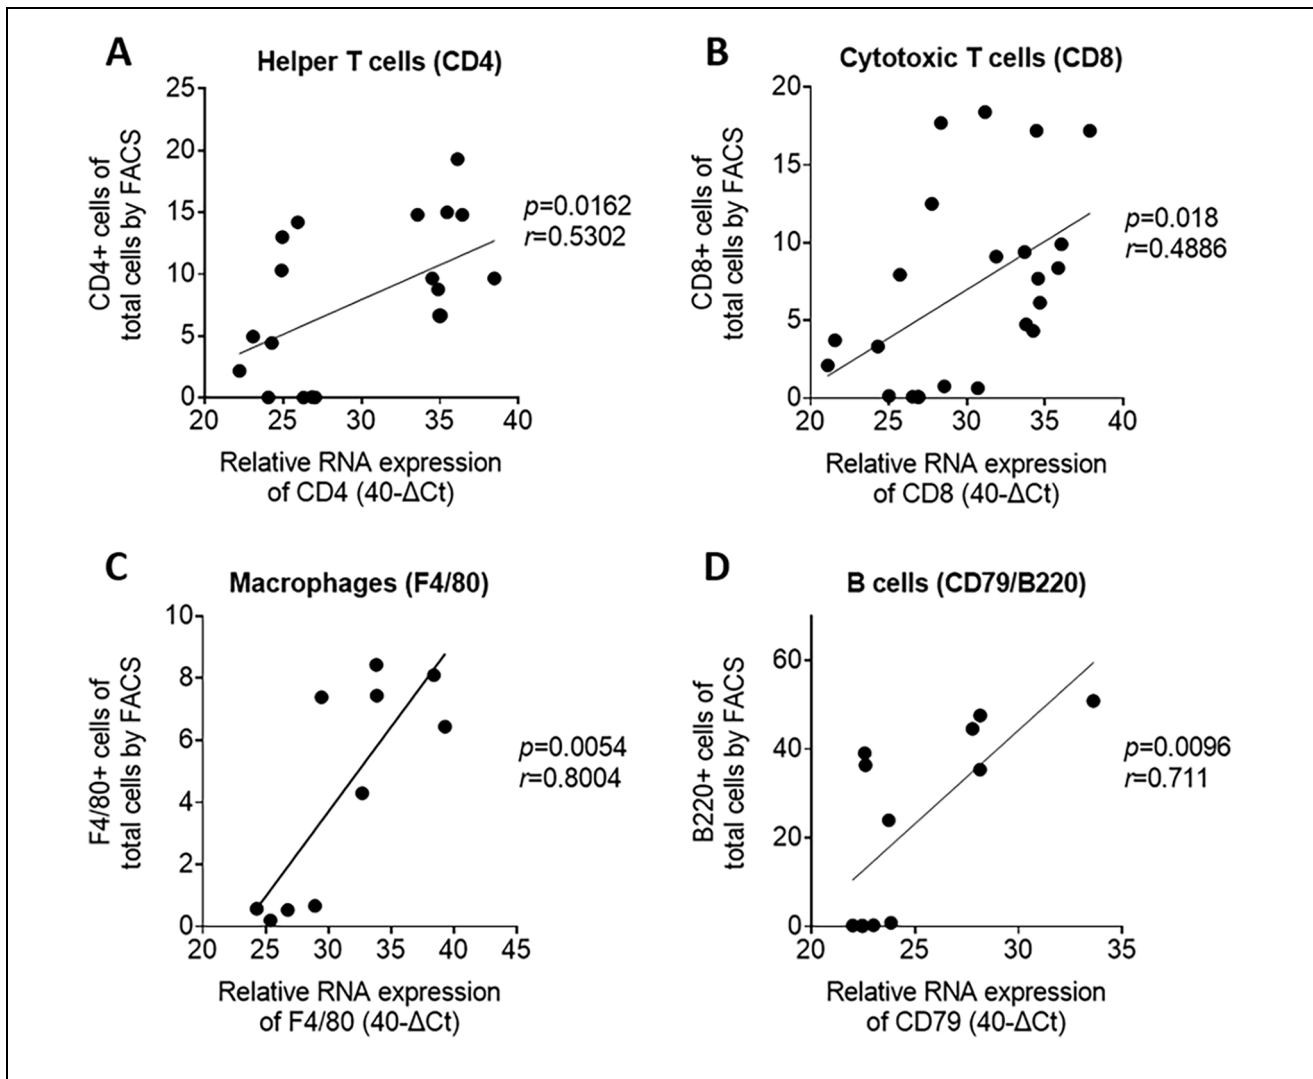 A
Helper T cells (CD4)
CD4+ cells of
total cells by FACS
25
20
15
10
5
0
20 25 30 35 40
p=0.0162
r=0.5302
Relative RNA expression
of CD4 (40-ΔCt)
B
Cytotoxic T cells (CD8)
CD8+ cells of
total cells by FACS
20
15
10
5
0
20 25 30 35 40
p=0.018
r=0.4886
Relative RNA expression
of CD8 (40-ΔCt)
C
Macrophages (F4/80)
F4/80+ cells of
total cells by FACS
10
8
6
4
2
0
20 25 30 35 40 45
p=0.0054
r=0.8004
Relative RNA expression
of F4/80 (40-ΔCt)
D
B cells (CD79/B220)
B220+ cells of
total cells by FACS
60
40
20
0
20 25 30 35
p=0.0096
r=0.711
Relative RNA expression
of CD79 (40-ΔCt)